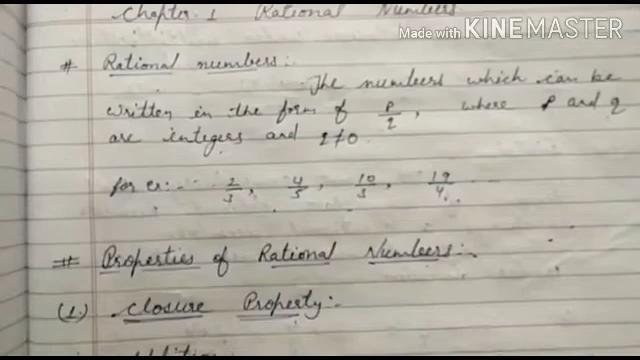 Chapter. 1 Rational Numbers
Made with KINEMASTER
# Rational numbers:
The numbers which can be
written in the form of p/q, where p and q
are integers and q≠0.
for ex:- 2/3, 4/5, 10/3, 19/4.
# Properties of Rational Numbers:-
(1.) Closure Property:-